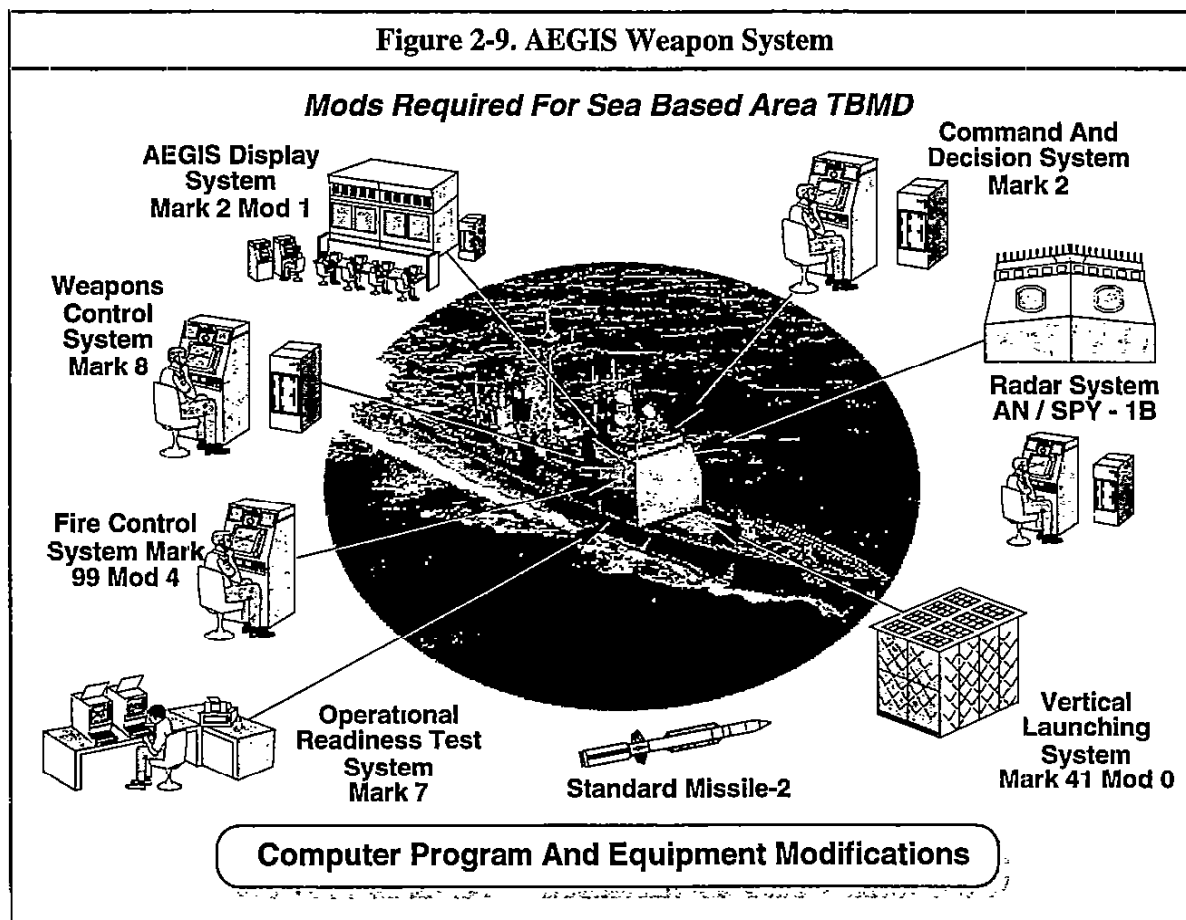 Figure 2-9. AEGIS Weapon System
Mods Required For Sea Based Area TBMD
AEGIS Display
System
Mark 2 Mod 1
Command And
Decision System
Mark 2
Weapons
Control
System
Mark 8
Radar System
AN / SPY - 1B
Fire Control
System Mark
99 Mod 4
Operational
Readiness Test
System
Mark 7
Standard Missile-2
Vertical
Launching
System
Mark 41 Mod 0
Computer Program And Equipment Modifications